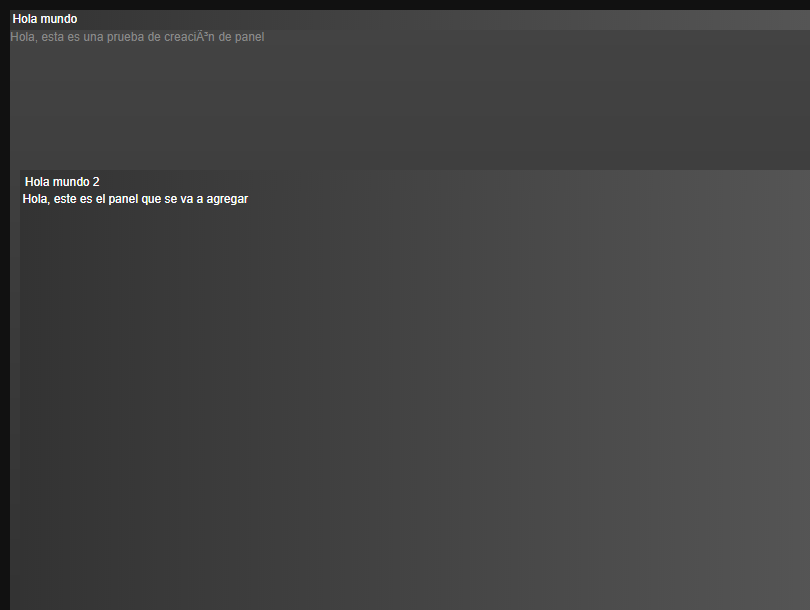 Hola mundo
Hola, esta es una prueba de creaciÃ³n de panel
Hola mundo 2
Hola, este es el panel que se va a agregar